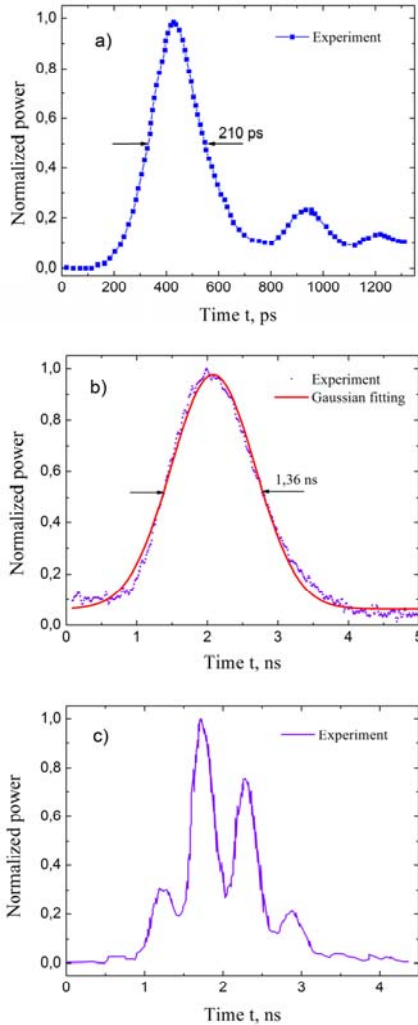 a)
Experiment
Normalized power
1,0
0,8
0,6
0,4
0,2
0,0
210 ps
0 200 400 600 800 1000 1200
Time t, ps
b)
Experiment
Gaussian fitting
Normalized power
1,0
0,8
0,6
0,4
0,2
0,0
1,36 ns
0 1 2 3 4 5
Time t, ns
c)
Experiment
Normalized power
1,0
0,8
0,6
0,4
0,2
0,0
0 1 2 3 4
Time t, ns